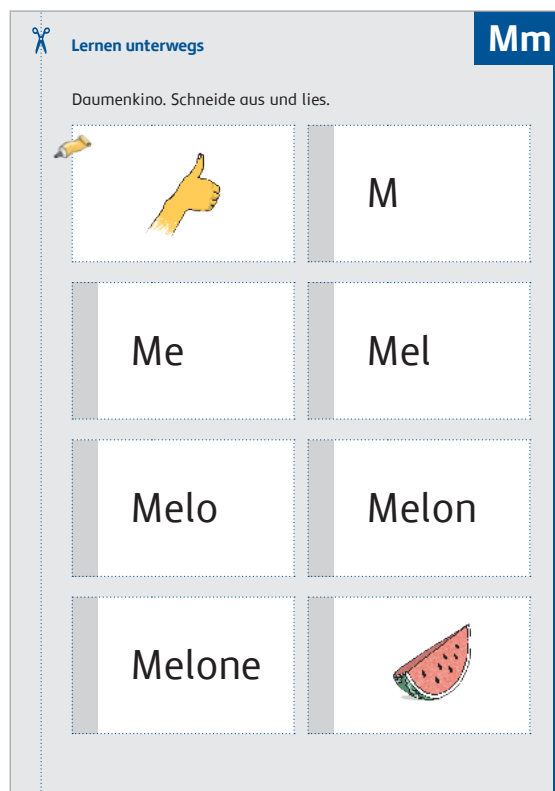 Lernen unterwegs
Mm
Daumenkino. Schneide aus und lies.
M
Me
Mel
Melo
Melon
Melone